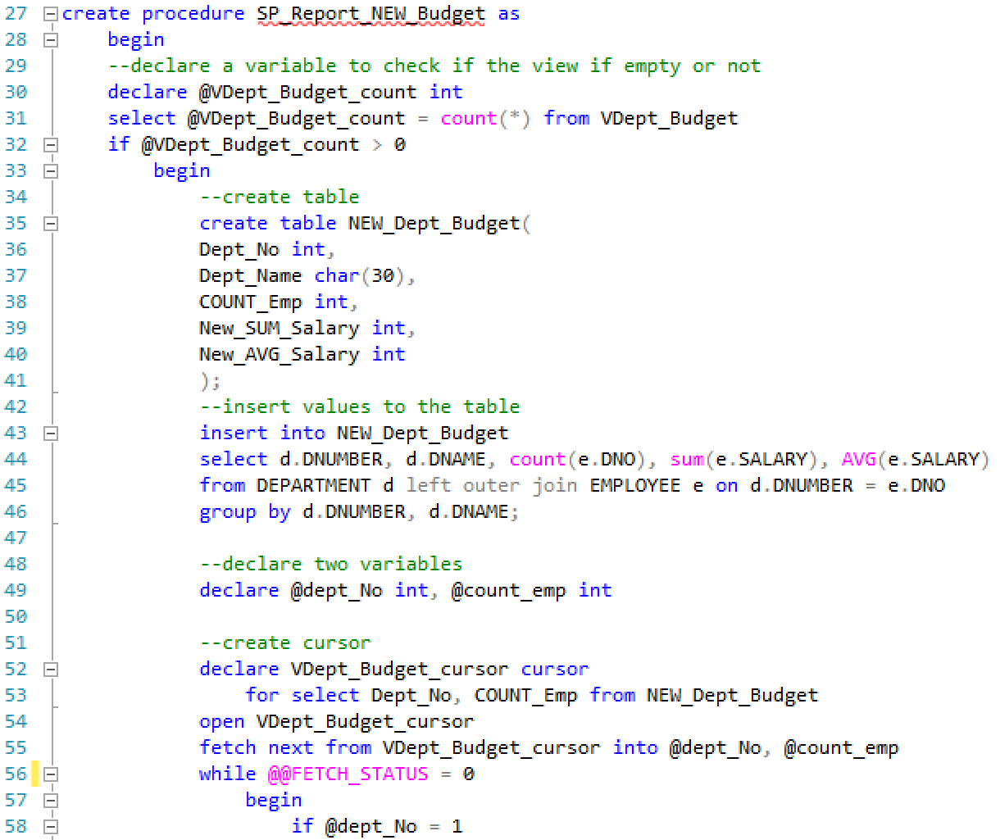 27 create procedure SP_Report_NEW_Budget as
28 begin
29 --declare a variable to check if the view if empty or not
30 declare @VDept_Budget_count int
31 select @VDept_Budget_count = count(*) from VDept_Budget
32 if @VDept_Budget_count > 0
33 begin
34 --create table
35 create table NEW_Dept_Budget(
36 Dept_No int,
37 Dept_Name char(30),
38 COUNT_Emp int,
39 New_SUM_Salary int,
40 New_AVG_Salary int
41 );
42 --insert values to the table
43 insert into NEW_Dept_Budget
44 select d.DNUMBER, d.DNAME, count(e.DNO), sum(e.SALARY), AVG(e.SALARY)
45 from DEPARTMENT d left outer join EMPLOYEE e on d.DNUMBER = e.DNO
46 group by d.DNUMBER, d.DNAME;
47
48 --declare two variables
49 declare @dept_No int, @count_emp int
50
51 --create cursor
52 declare VDept_Budget_cursor cursor
53 for select Dept_No, COUNT_Emp from NEW_Dept_Budget
54 open VDept_Budget_cursor
55 fetch next from VDept_Budget_cursor into @dept_No, @count_emp
56 while @@FETCH_STATUS = 0
57 begin
58 if @dept_No = 1